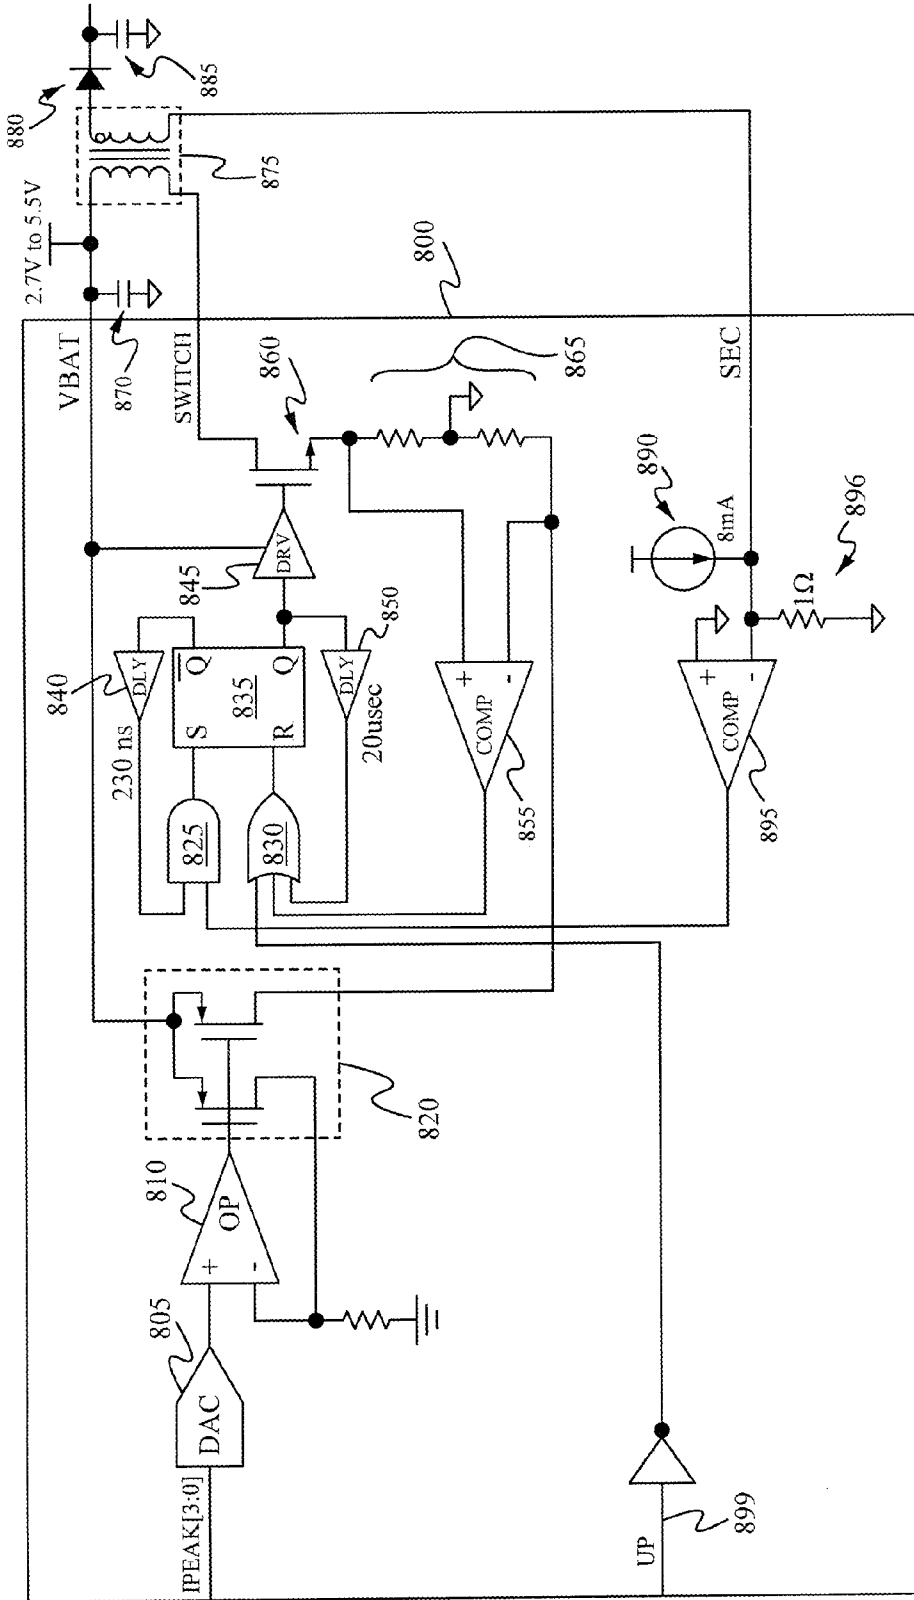 IPEAK[3:0]
DAC
805
+
-
OP
810
820
VBAT
2.7V to 5.5V
870
SWITCH
875
880
885
800
230 ns
DLY
840
825
830
S
R
835
Q
Q
DRV
845
DLY
850
20usec
860
865
+
-
COMP
855
SEC
890
8mA
1Ω
896
+
-
COMP
895
UP
899